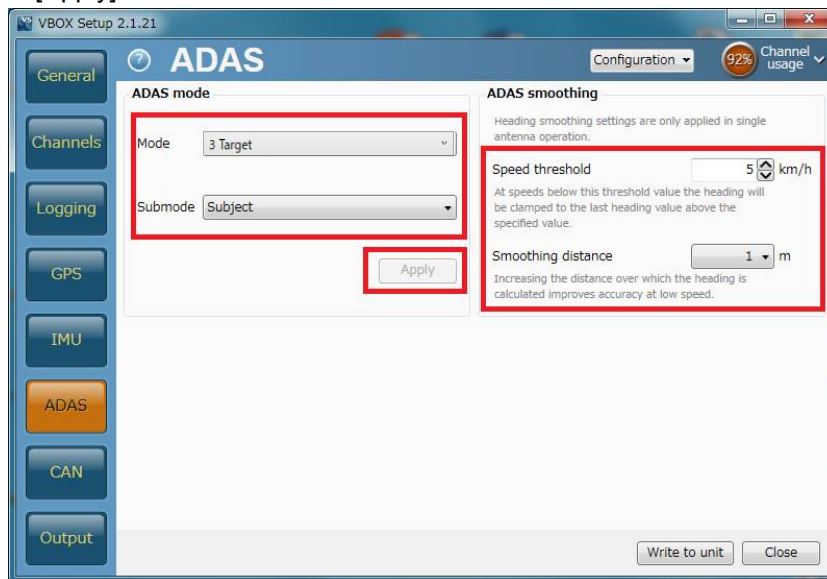 VBOX Setup 2.1.21
General
? ADAS
Configuration
92% Channel usage
ADAS mode
Mode
3 Target
Submode
Subject
Apply
ADAS smoothing
Heading smoothing settings are only applied in single
antenna operation.
Speed threshold
5 km/h
At speeds below this threshold value the heading will
be clamped to the last heading value above the
specified value.
Smoothing distance
1 m
Increasing the distance over which the heading is
calculated improves accuracy at low speed.
Channels
Logging
GPS
IMU
ADAS
CAN
Output
Write to unit
Close